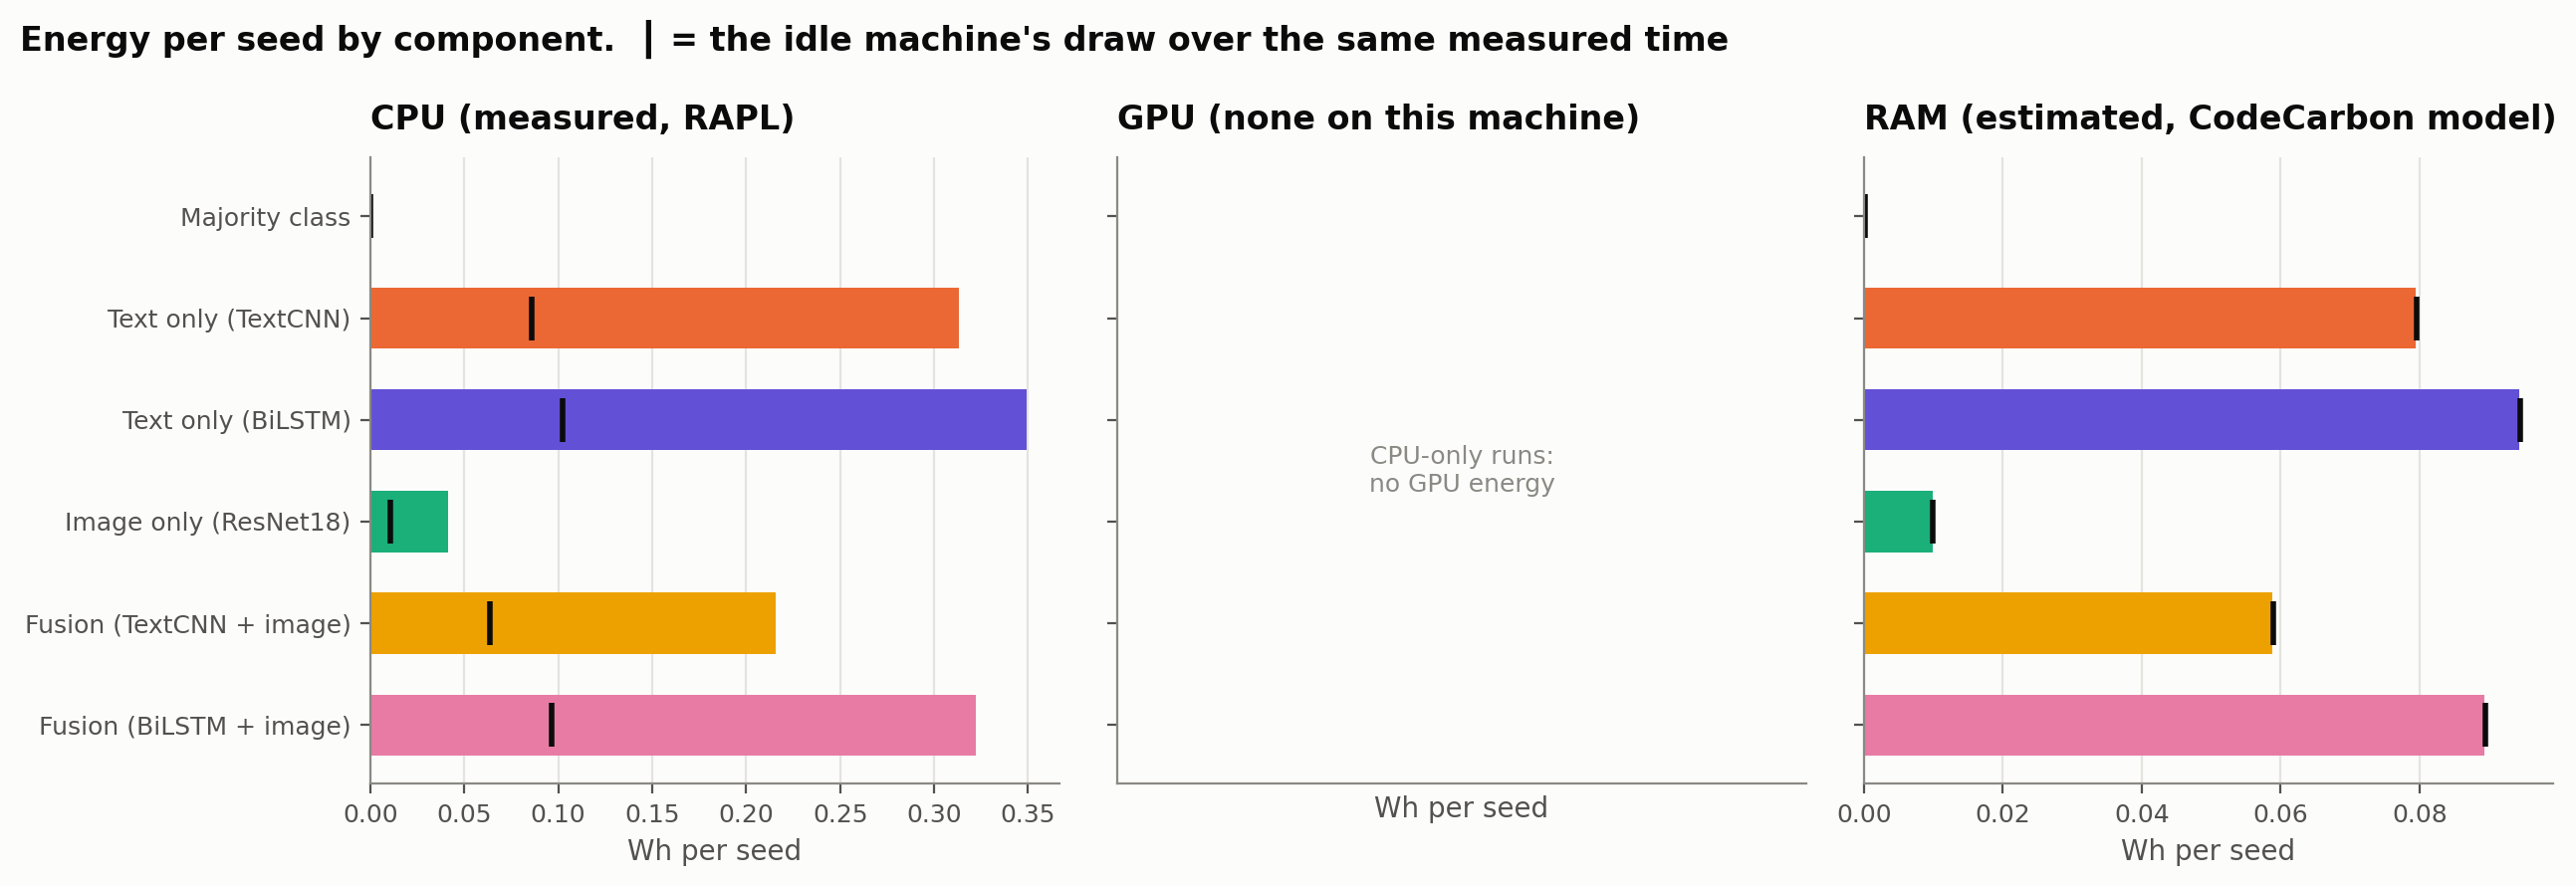 Energy per seed by component. | = the idle machine's draw over the same measured time
CPU (measured, RAPL)
GPU (none on this machine)
RAM (estimated, CodeCarbon model)
Majority class
Text only (TextCNN)
Text only (BiLSTM)
Image only (ResNet18)
Fusion (TextCNN + image)
Fusion (BiLSTM + image)
0.00 0.05 0.10 0.15 0.20 0.25 0.30 0.35
Wh per seed
CPU-only runs:
no GPU energy
Wh per seed
0.00 0.02 0.04 0.06 0.08
Wh per seed